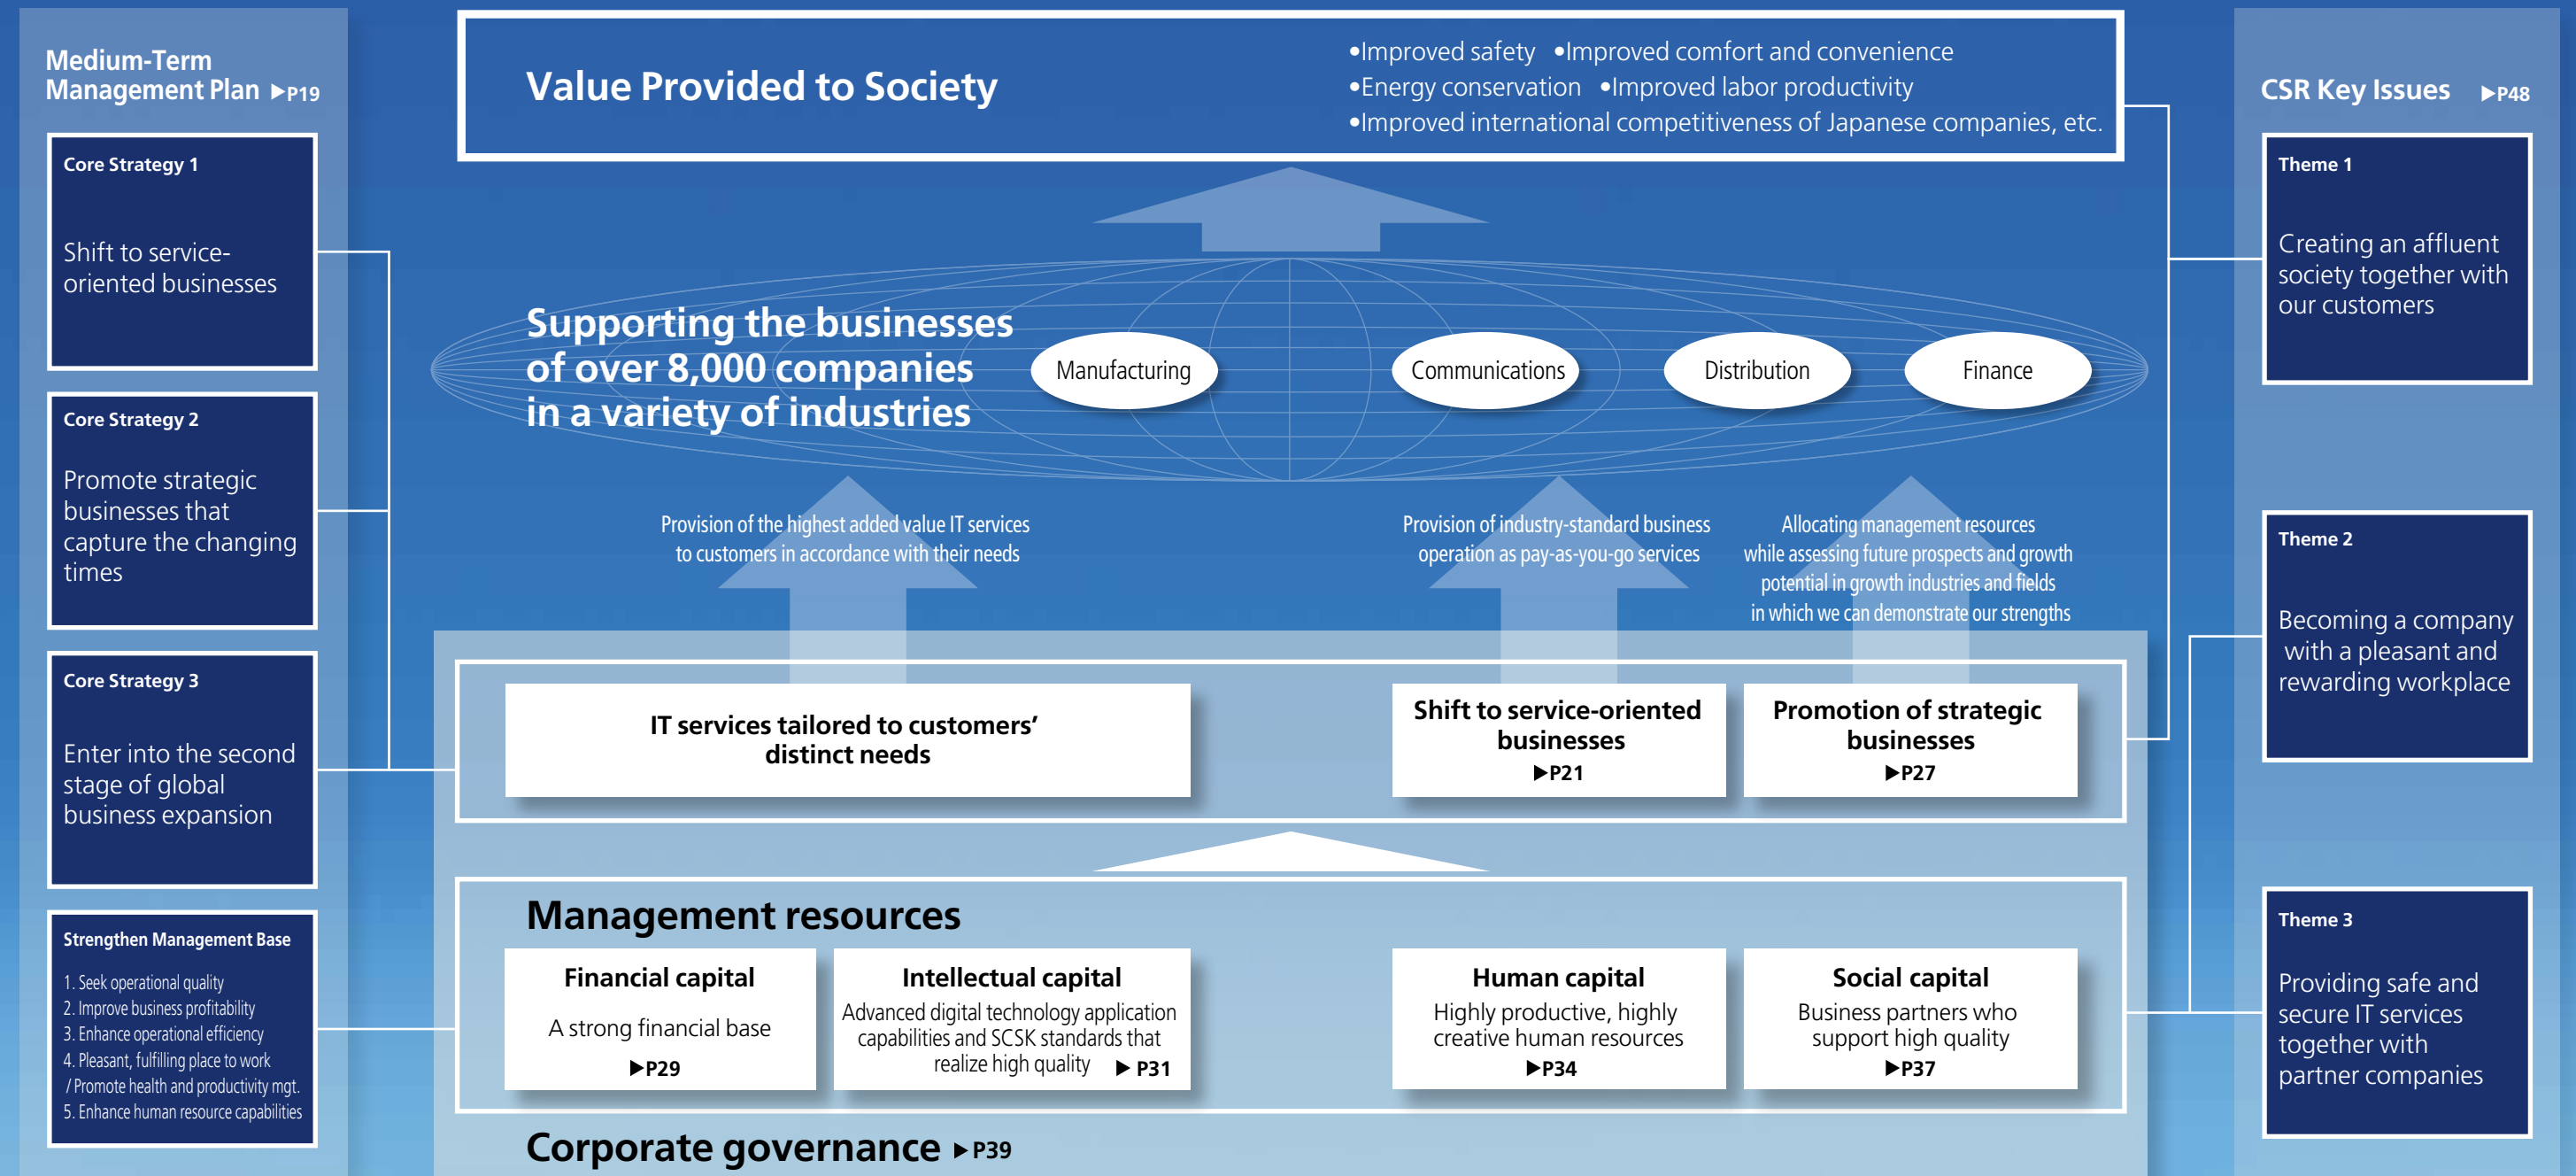 Medium-Term
Management Plan ▶P19
Core Strategy 1
Shift to service-
oriented businesses
Core Strategy 2
Promote strategic
businesses that
capture the changing
times
Core Strategy 3
Enter into the second
stage of global
business expansion
Strengthen Management Base
1. Seek operational quality
2. Improve business profitability
3. Enhance operational efficiency
4. Pleasant, fulfilling place to work
/ Promote health and productivity mgt.
5. Enhance human resource capabilities
Value Provided to Society
•Improved safety •Improved comfort and convenience
•Energy conservation •Improved labor productivity
•Improved international competitiveness of Japanese companies, etc.
Supporting the businesses
of over 8,000 companies
in a variety of industries
Manufacturing
Communications
Distribution
Finance
Provision of the highest added value IT services
to customers in accordance with their needs
Provision of industry-standard business
operation as pay-as-you-go services
Allocating management resources
while assessing future prospects and growth
potential in growth industries and fields
in which we can demonstrate our strengths
IT services tailored to customers’
distinct needs
Shift to service-oriented
businesses
▶P21
Promotion of strategic
businesses
▶P27
Management resources
Financial capital
A strong financial base
▶P29
Intellectual capital
Advanced digital technology application
capabilities and SCSK standards that
realize high quality ▶ P31
Human capital
Highly productive, highly
creative human resources
▶P34
Social capital
Business partners who
support high quality
▶P37
Corporate governance ▶P39
CSR Key Issues ▶P48
Theme 1
Creating an affluent
society together with
our customers
Theme 2
Becoming a company
with a pleasant and
rewarding workplace
Theme 3
Providing safe and
secure IT services
together with
partner companies